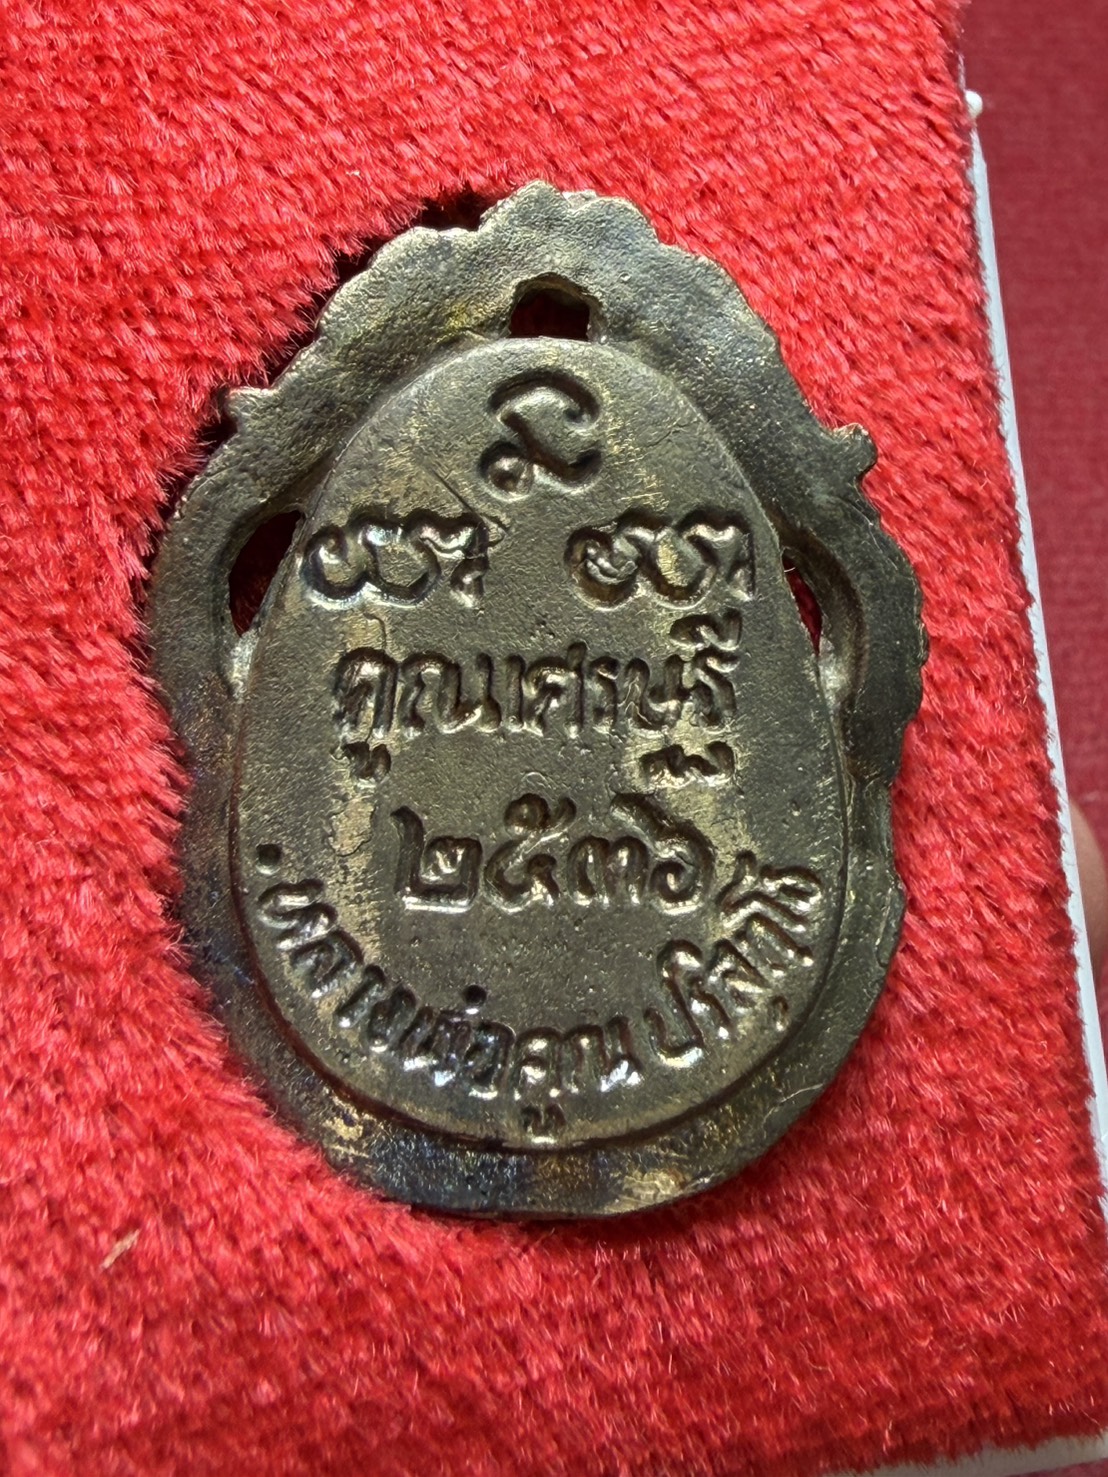 คูณเศรษฐี
๒๕๓๖
หลวงพ่อคูณ ปริสุทฺโธ